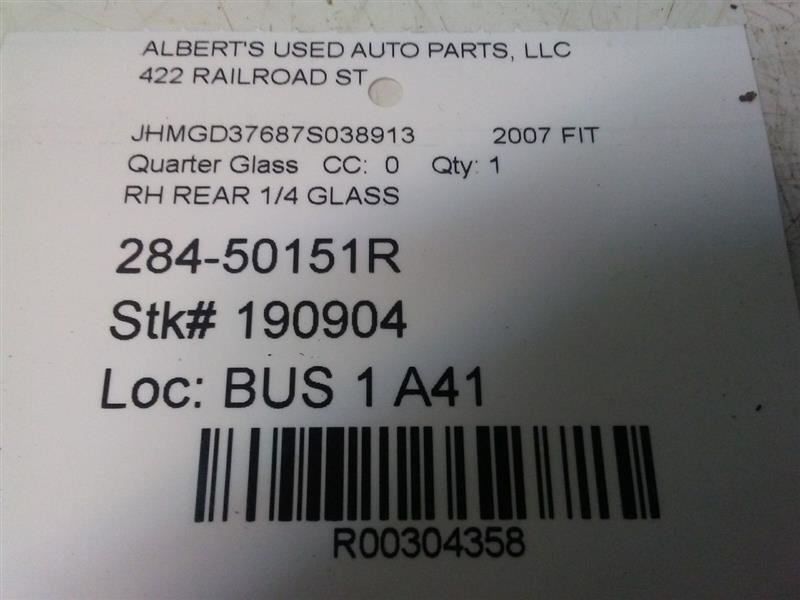 ALBERT'S USED AUTO PARTS, LLC
422 RAILROAD ST
JHMGD37687S038913 2007 FIT
Quarter Glass CC: 0 Qty: 1
RH REAR 1/4 GLASS
284-50151R
Stk# 190904
Loc: BUS 1 A41
R00304358